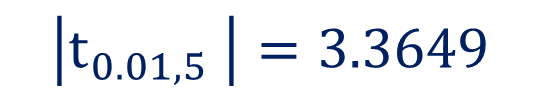 |t₀.₀₁,₅ | = 3.3649